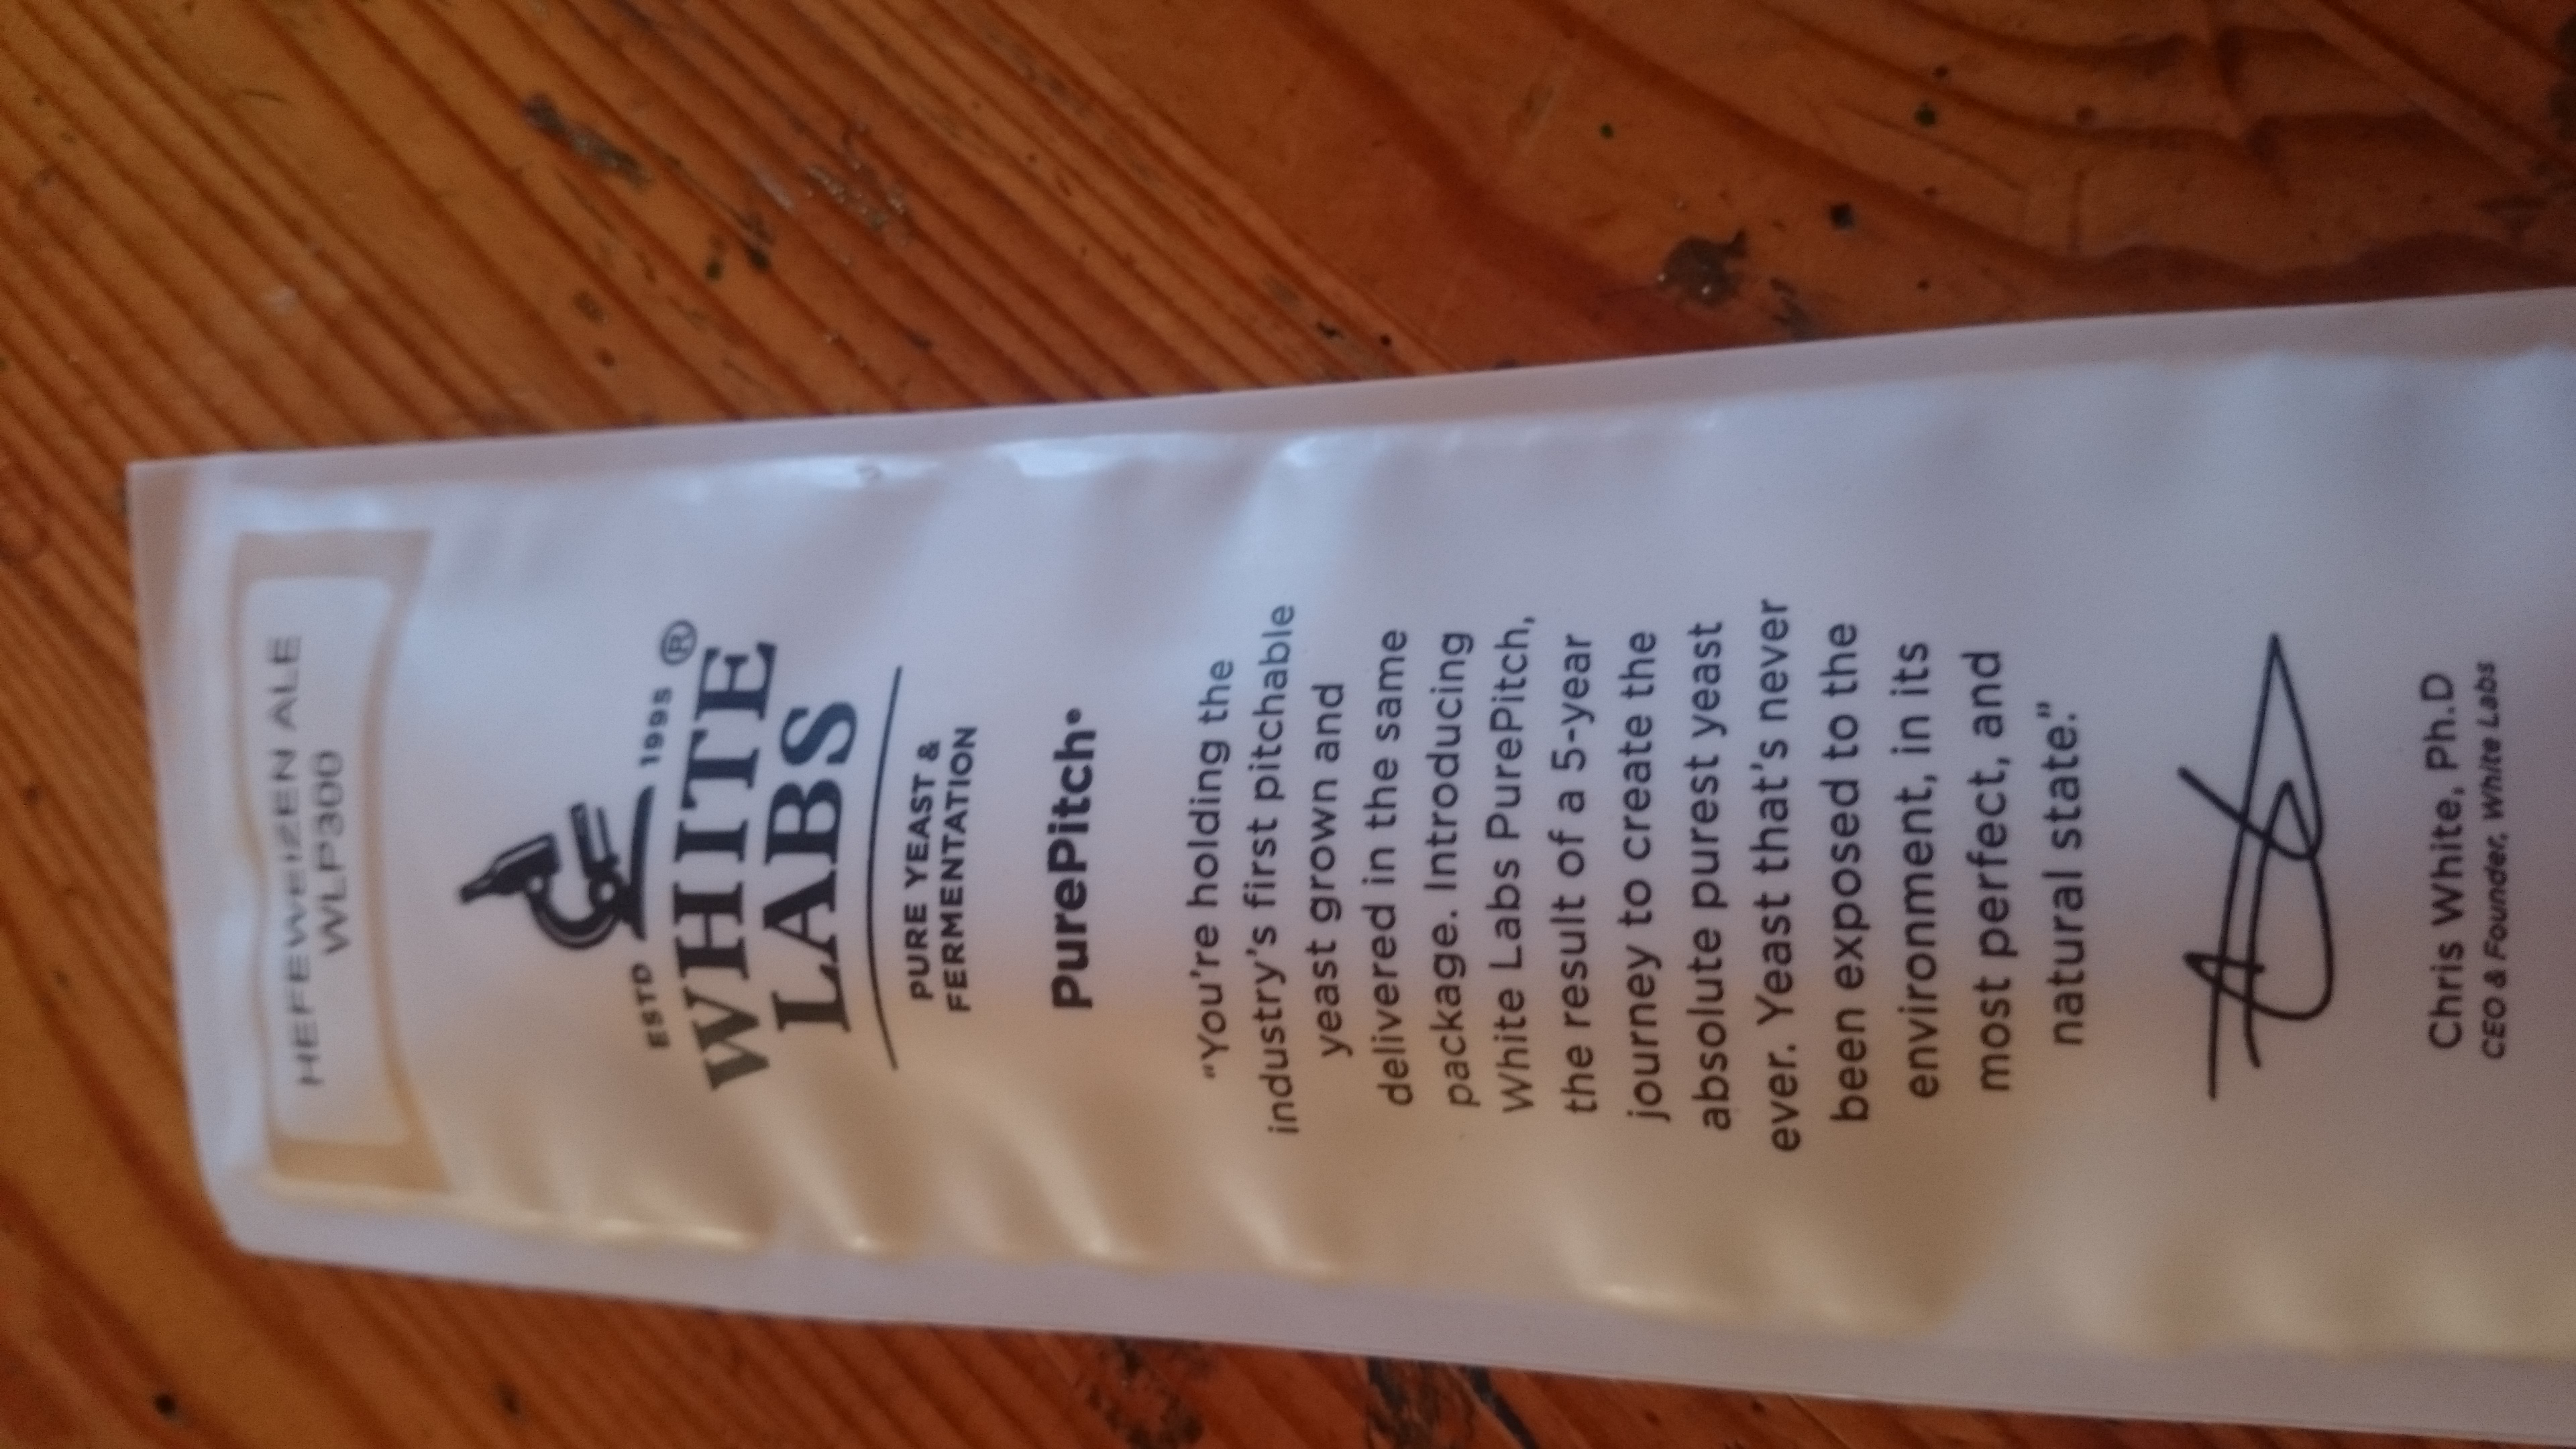 HEFEWEIZEN ALE
WLP300
ESTD 1995
WHITE ®
LABS
PURE YEAST &
FERMENTATION
PurePitch®
"You're holding the
industry's first pitchable
yeast grown and
delivered in the same
package. Introducing
White Labs PurePitch,
the result of a 5-year
journey to create the
absolute purest yeast
ever. Yeast that's never
been exposed to the
environment, in its
most perfect, and
natural state."
Chris White, Ph.D
CEO & Founder, White Labs